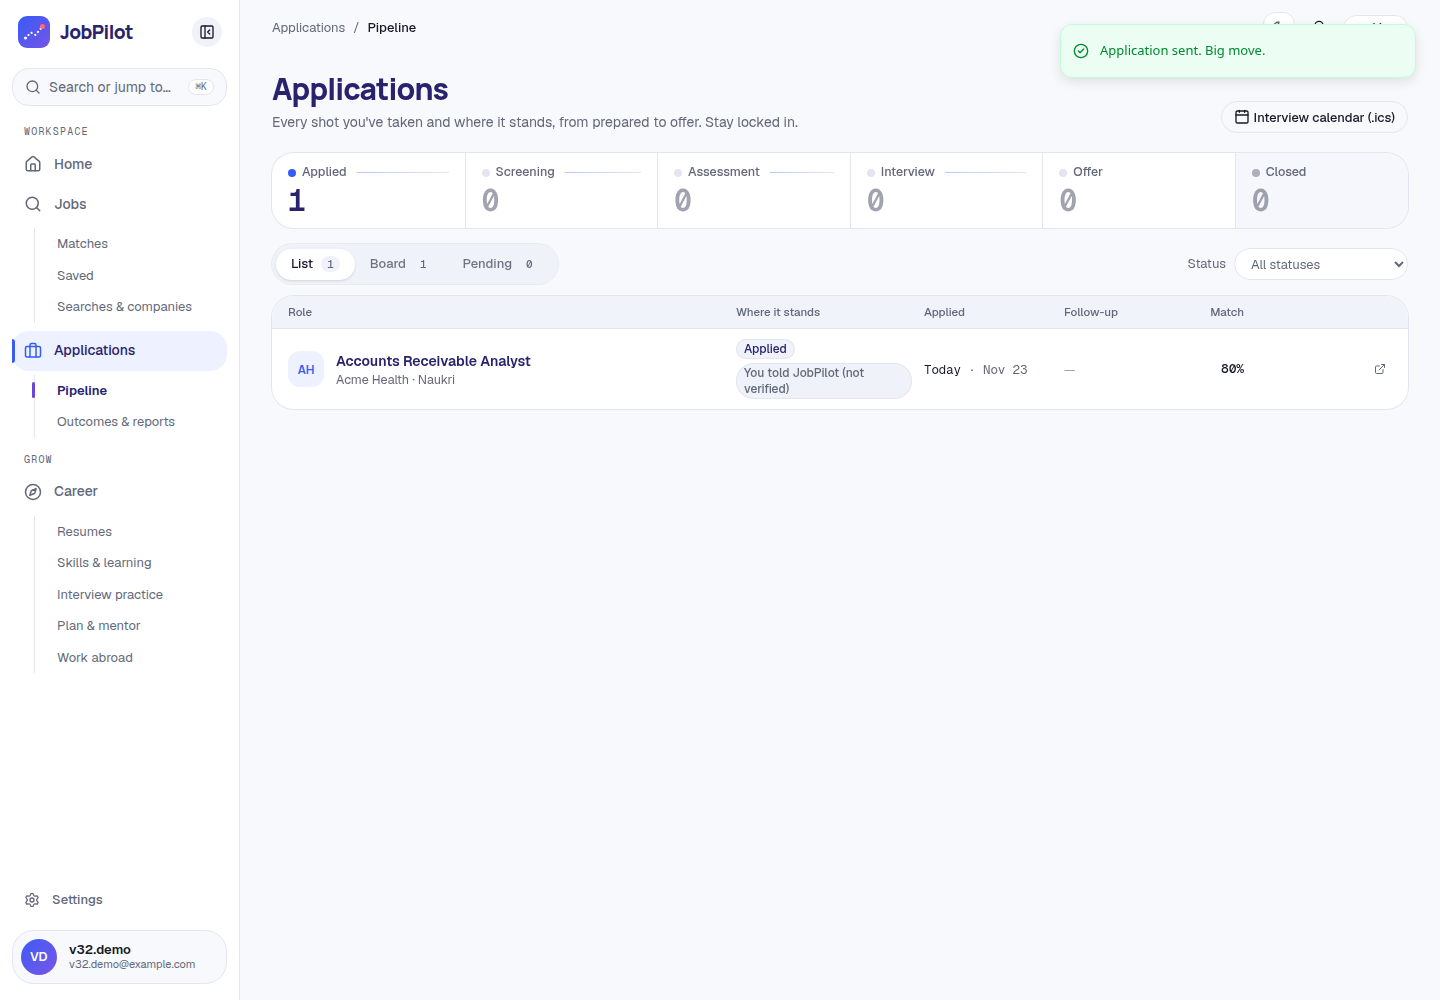 JobPilot
Search or jump to...
⌘K
WORKSPACE
Home
Jobs
Matches
Saved
Searches & companies
Applications
Pipeline
Outcomes & reports
GROW
Career
Resumes
Skills & learning
Interview practice
Plan & mentor
Work abroad
Settings
VD
v32.demo
v32.demo@example.com
Applications / Pipeline
Application sent. Big move.
Applications
Every shot you've taken and where it stands, from prepared to offer. Stay locked in.
Interview calendar (.ics)
Applied
1
Screening
0
Assessment
0
Interview
0
Offer
0
Closed
0
List 1
Board 1
Pending 0
Status
All statuses
Role Where it stands Applied Follow-up Match
AH
Accounts Receivable Analyst
Acme Health · Naukri
Applied
You told JobPilot (not
verified)
Today · Nov 23
—
80%